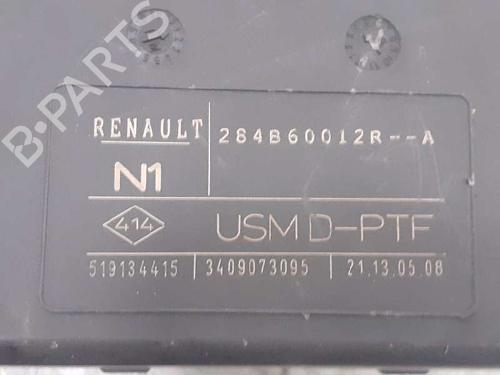 B-PARTS
RENAULT 284B60012R--A
N1
414 USM D-PTF
519134415 3409073095 21.13.05.08